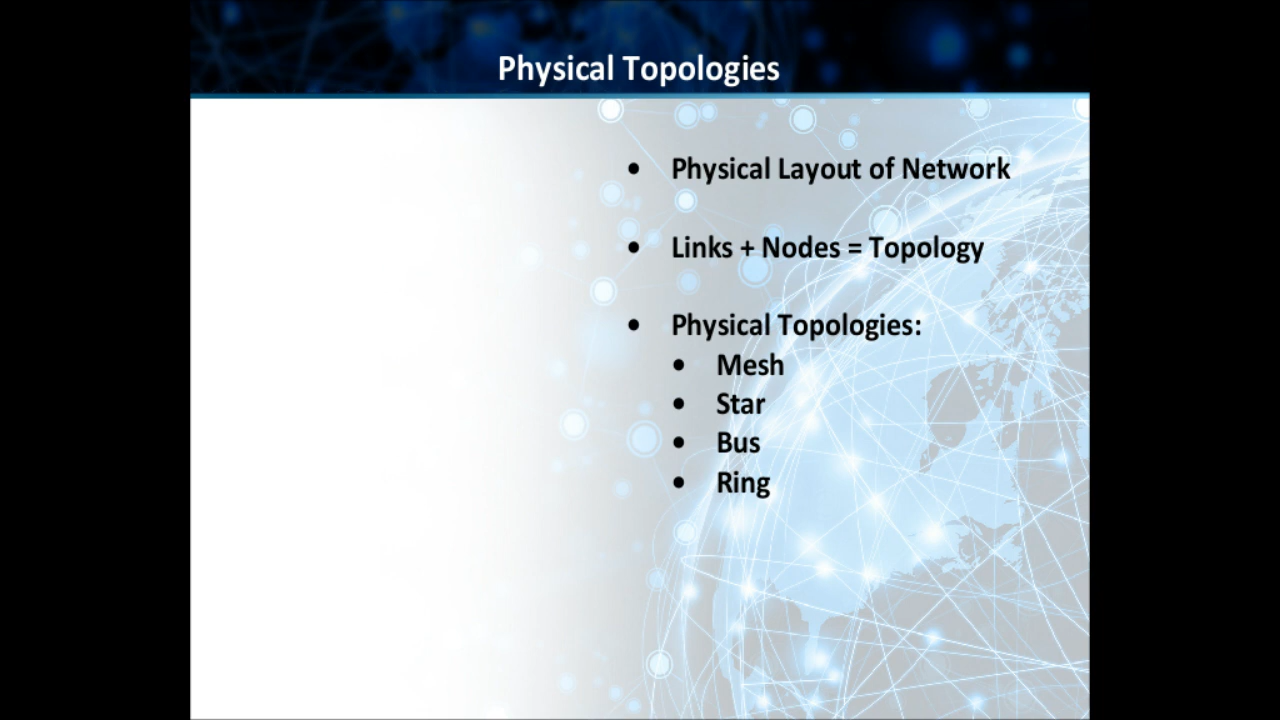 Physical Topologies
• Physical Layout of Network
• Links + Nodes = Topology
• Physical Topologies:
• Mesh
• Star
• Bus
• Ring